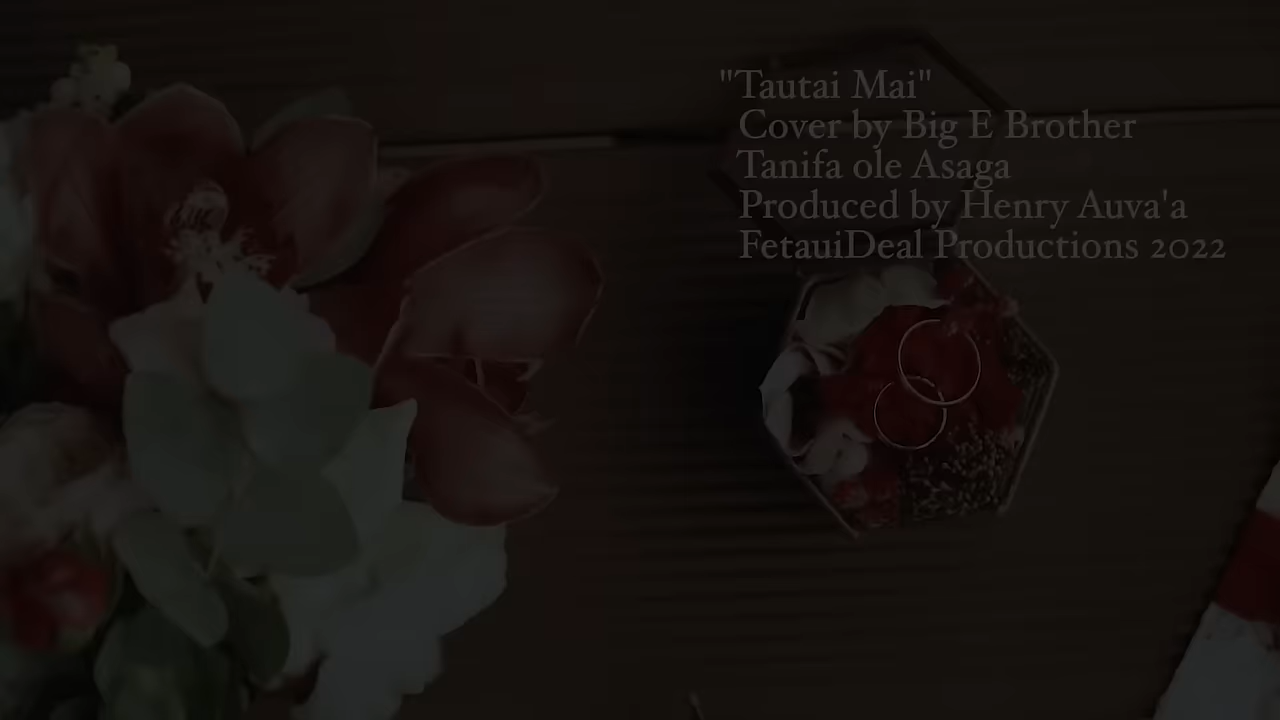 "Tautai Mai"
Cover by Big E Brother
Tanifa ole Asaga
Produced by Henry Auva'a
FetauiDeal Productions 2022